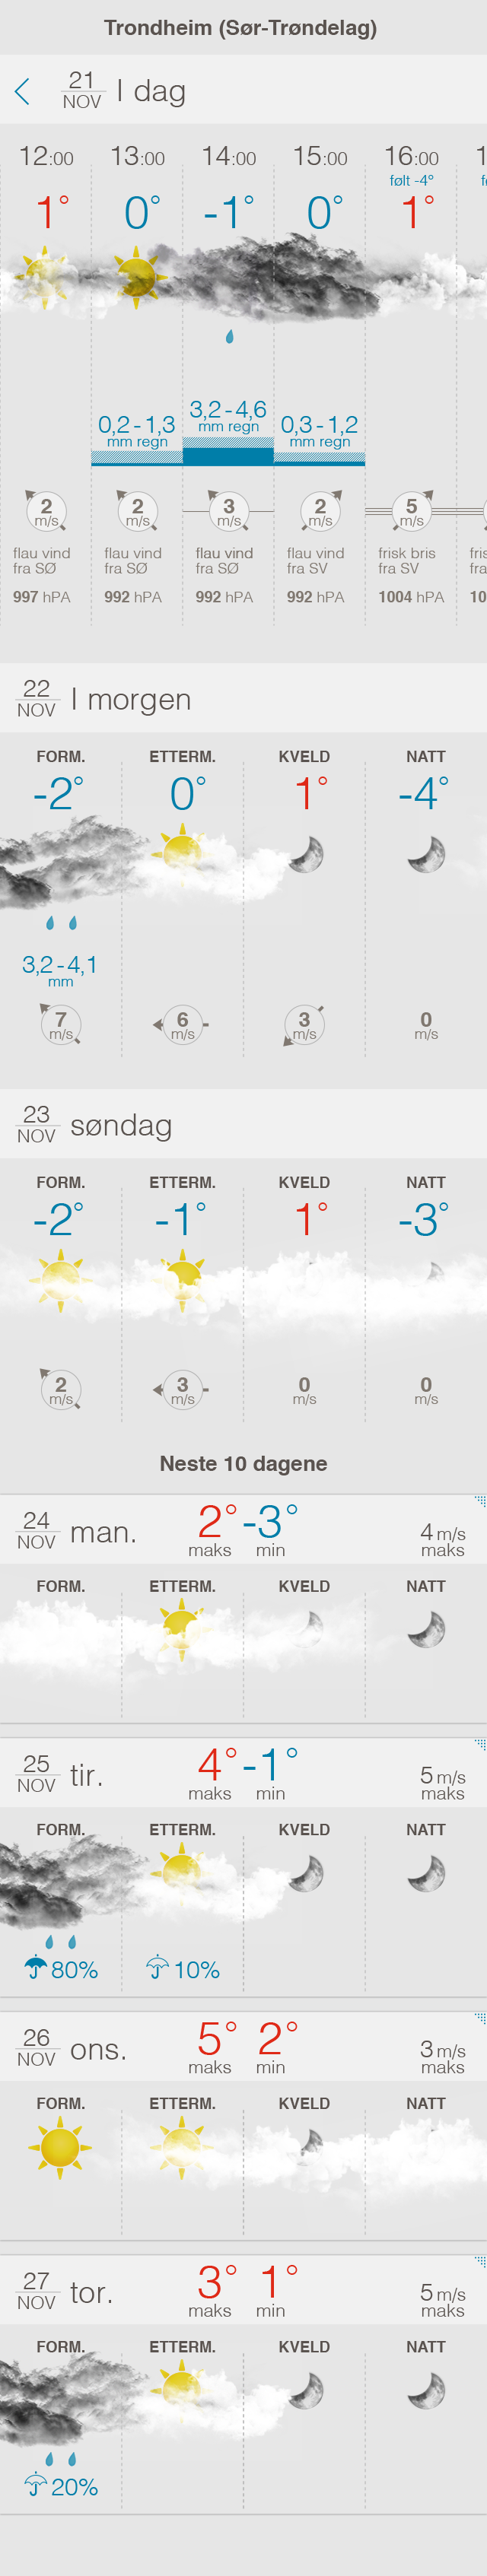 Trondheim (Sør-Trøndelag)
21
NOV
I dag
12:00 13:00 14:00 15:00 16:00
følt -4°
1° 0° -1° 0° 1°
0,2-1,3
mm regn
3,2-4,6
mm regn
0,3-1,2
mm regn
2 2 3 2 5
m/s m/s m/s m/s m/s
flau vind flau vind flau vind flau vind frisk bris
fra SØ fra SØ fra SØ fra SV fra SV
997 hPA 992 hPA 992 hPA 992 hPA 1004 hPA
22
NOV
I morgen
FORM. ETTERM. KVELD NATT
-2° 0° 1° -4°
3,2-4,1
mm
7 6 3 0
m/s m/s m/s m/s
23
NOV
søndag
FORM. ETTERM. KVELD NATT
-2° -1° 1° -3°
2 3 0 0
m/s m/s m/s m/s
Neste 10 dagene
24
NOV
man.
2° -3°
maks min
4 m/s
maks
FORM. ETTERM. KVELD NATT
25
NOV
tir.
4° -1°
maks min
5 m/s
maks
FORM. ETTERM. KVELD NATT
80% 10%
26
NOV
ons.
5° 2°
maks min
3 m/s
maks
FORM. ETTERM. KVELD NATT
27
NOV
tor.
3° 1°
maks min
5 m/s
maks
FORM. ETTERM. KVELD NATT
20%